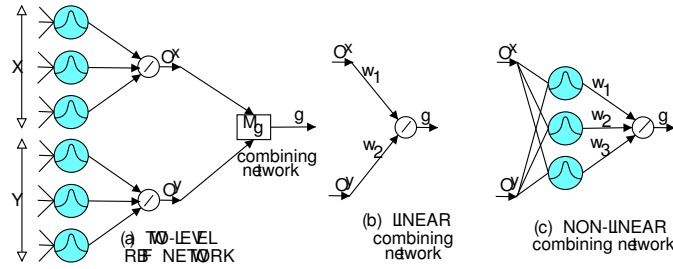 X
Y
O^x
O^y
M_g
g
combining
network
(a) TWO-LEVEL
RBF NETWORK
O^x
w_1
w_2
g
O^y
(b) LINEAR
combining
network
O^x
w_1
w_2
w_3
g
O^y
(c) NON-LINEAR
combining network